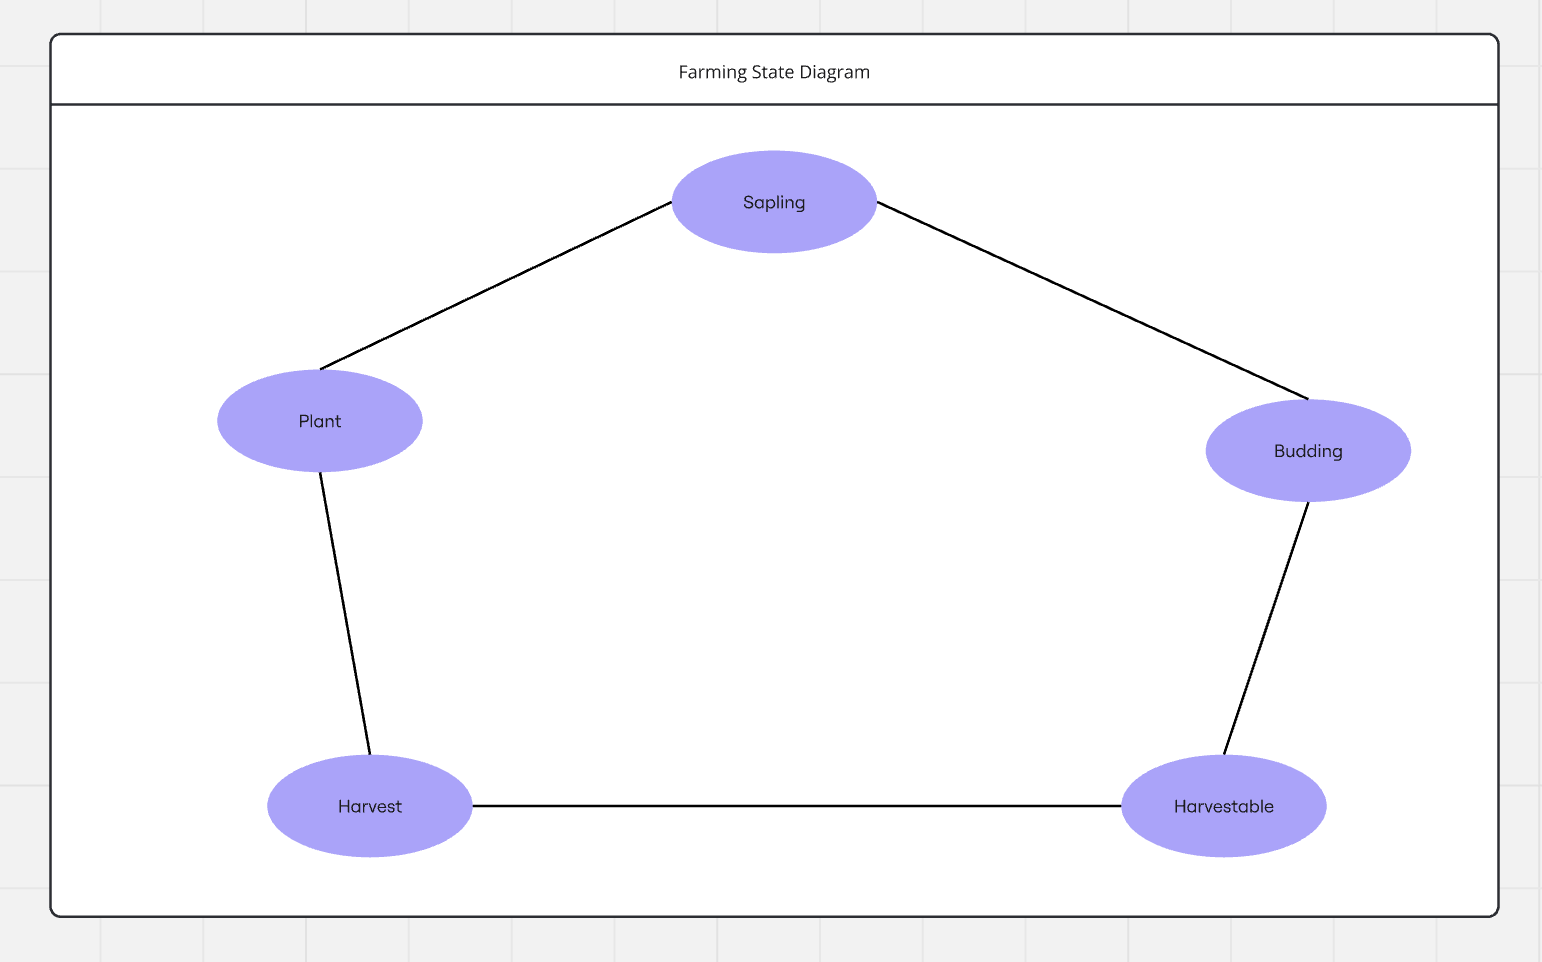 Farming State Diagram
Sapling
Plant
Budding
Harvest
Harvestable